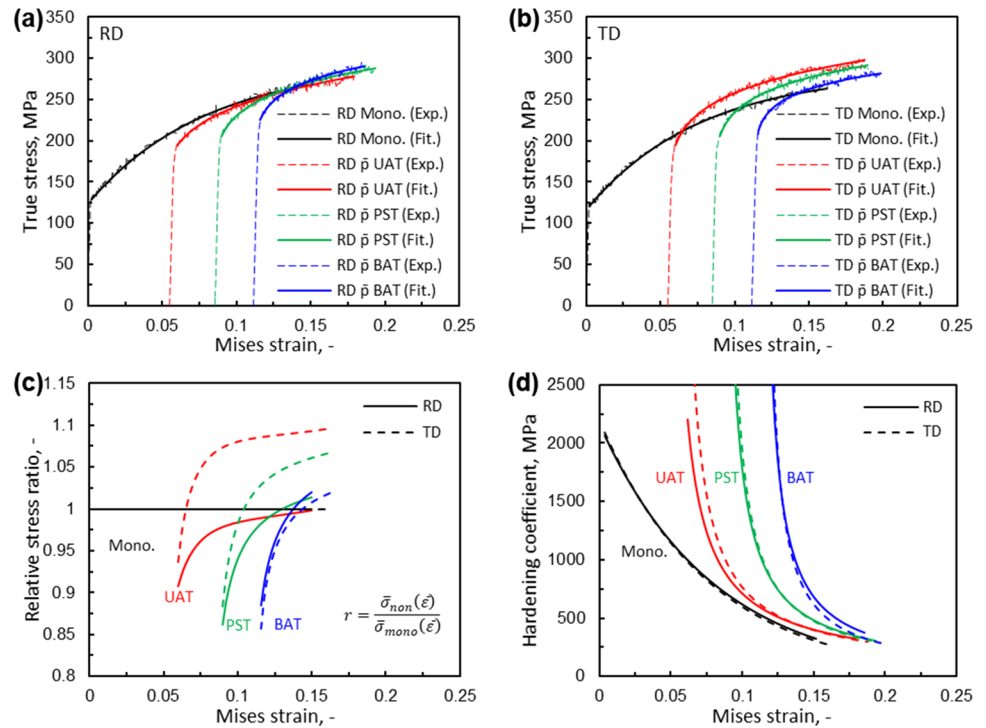 (a)
RD
True stress, MPa
350
300
250
200
150
100
50
0
0
0.05
0.1
0.15
0.2
0.25
Mises strain, -
RD Mono. (Exp.)
RD Mono. (Fit.)
RD p̄ UAT (Exp.)
RD p̄ UAT (Fit.)
RD p̄ PST (Exp.)
RD p̄ PST (Fit.)
RD p̄ BAT (Exp.)
RD p̄ BAT (Fit.)
(b)
TD
True stress, MPa
350
300
250
200
150
100
50
0
0
0.05
0.1
0.15
0.2
0.25
Mises strain, -
TD Mono. (Exp.)
TD Mono. (Fit.)
TD p̄ UAT (Exp.)
TD p̄ UAT (Fit.)
TD p̄ PST (Exp.)
TD p̄ PST (Fit.)
TD p̄ BAT (Exp.)
TD p̄ BAT (Fit.)
(c)
Relative stress ratio, -
1.15
1.1
1.05
1
0.95
0.9
0.85
0.8
0
0.05
0.1
0.15
0.2
0.25
Mises strain, -
RD
TD
Mono.
UAT
PST
BAT
r = σ̄non(ε̄) / σ̄mono(ε̄)
(d)
Hardening coefficient, MPa
2500
2000
1500
1000
500
0
0.00
0.05
0.10
0.15
0.20
0.25
Mises strain, -
RD
TD
UAT
PST
BAT
Mono.